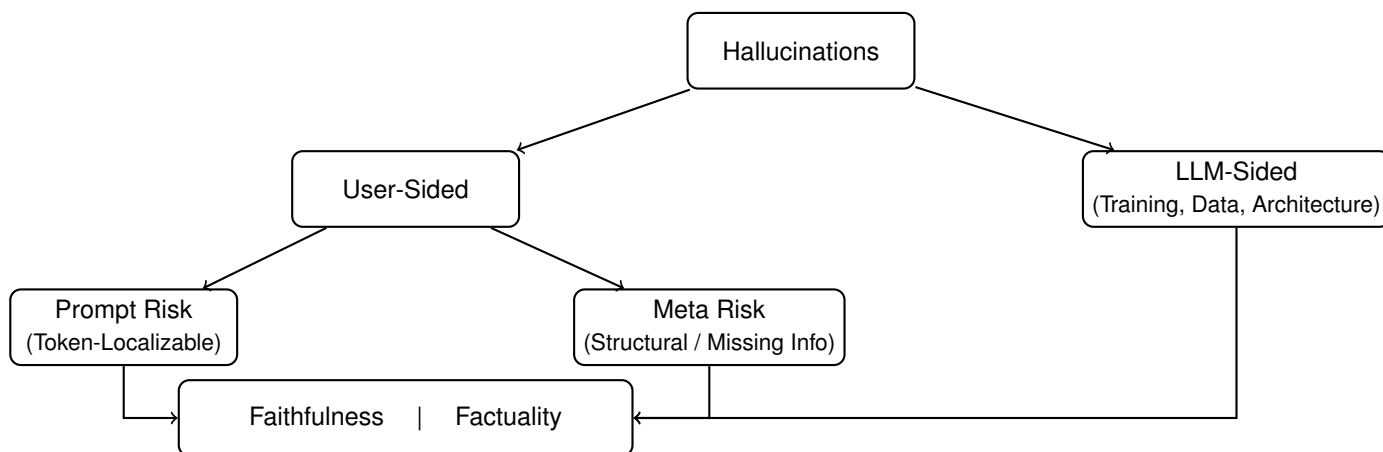 Hallucinations
User-Sided
LLM-Sided
(Training, Data, Architecture)
Prompt Risk
(Token-Localizable)
Meta Risk
(Structural / Missing Info)
Faithfulness | Factuality